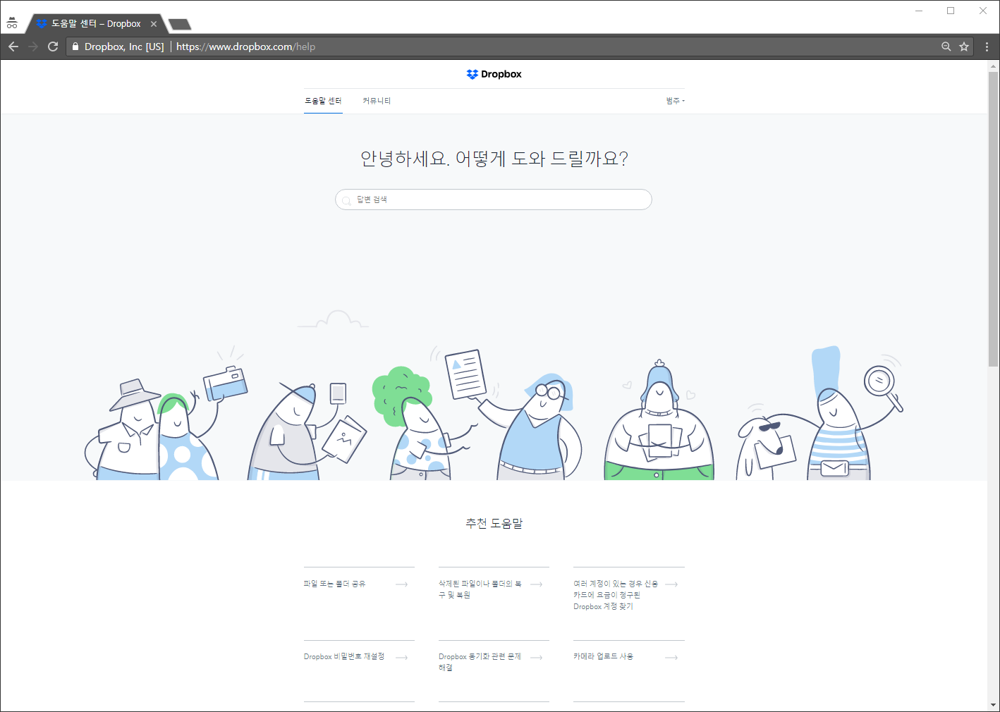 도움말 센터 – Dropbox
Dropbox, Inc [US] | https://www.dropbox.com/help
Dropbox
도움말 센터 커뮤니티 범주
안녕하세요. 어떻게 도와 드릴까요?
답변 검색
추천 도움말
파일 또는 폴더 공유
삭제된 파일이나 폴더의 복
구 및 복원
여러 계정이 있는 경우 신용
카드에 요금이 청구된
Dropbox 계정 찾기
Dropbox 비밀번호 재설정
Dropbox 동기화 관련 문제
해결
카메라 업로드 사용